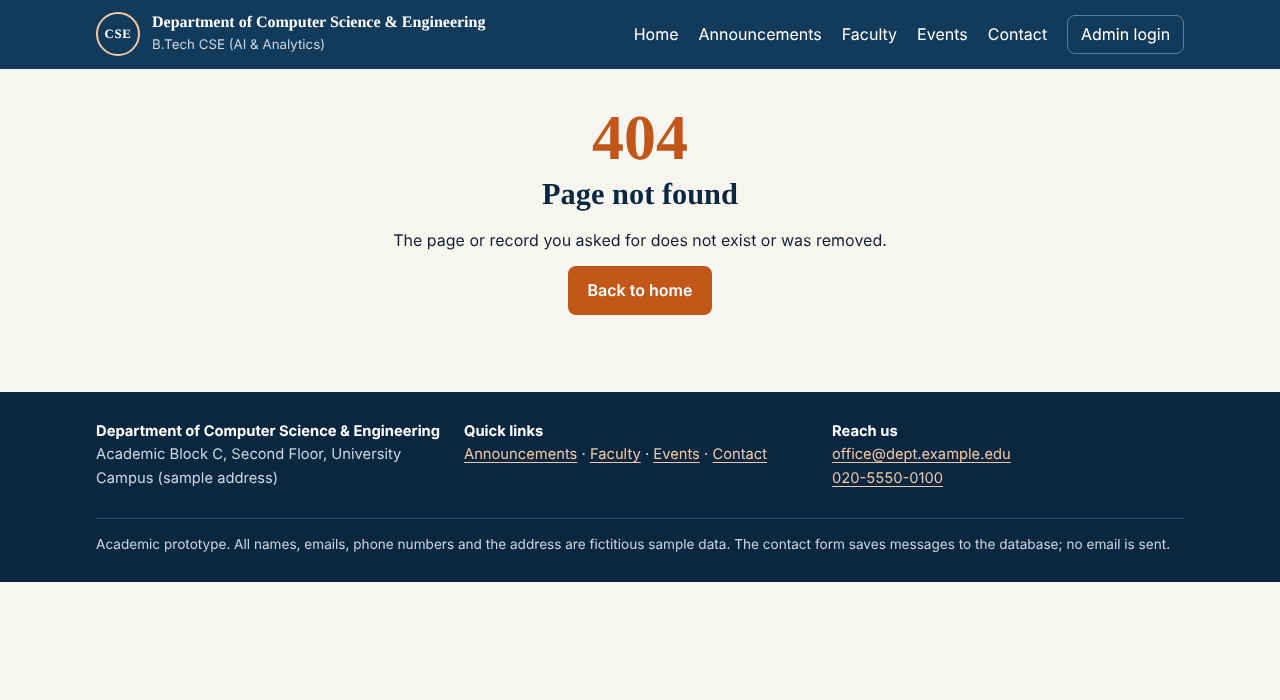 CSE
Department of Computer Science & Engineering
B.Tech CSE (AI & Analytics)
Home Announcements Faculty Events Contact Admin login
404
Page not found
The page or record you asked for does not exist or was removed.
Back to home
Department of Computer Science & Engineering
Academic Block C, Second Floor, University
Campus (sample address)
Quick links
Announcements · Faculty · Events · Contact
Reach us
office@dept.example.edu
020-5550-0100
Academic prototype. All names, emails, phone numbers and the address are fictitious sample data. The contact form saves messages to the database; no email is sent.